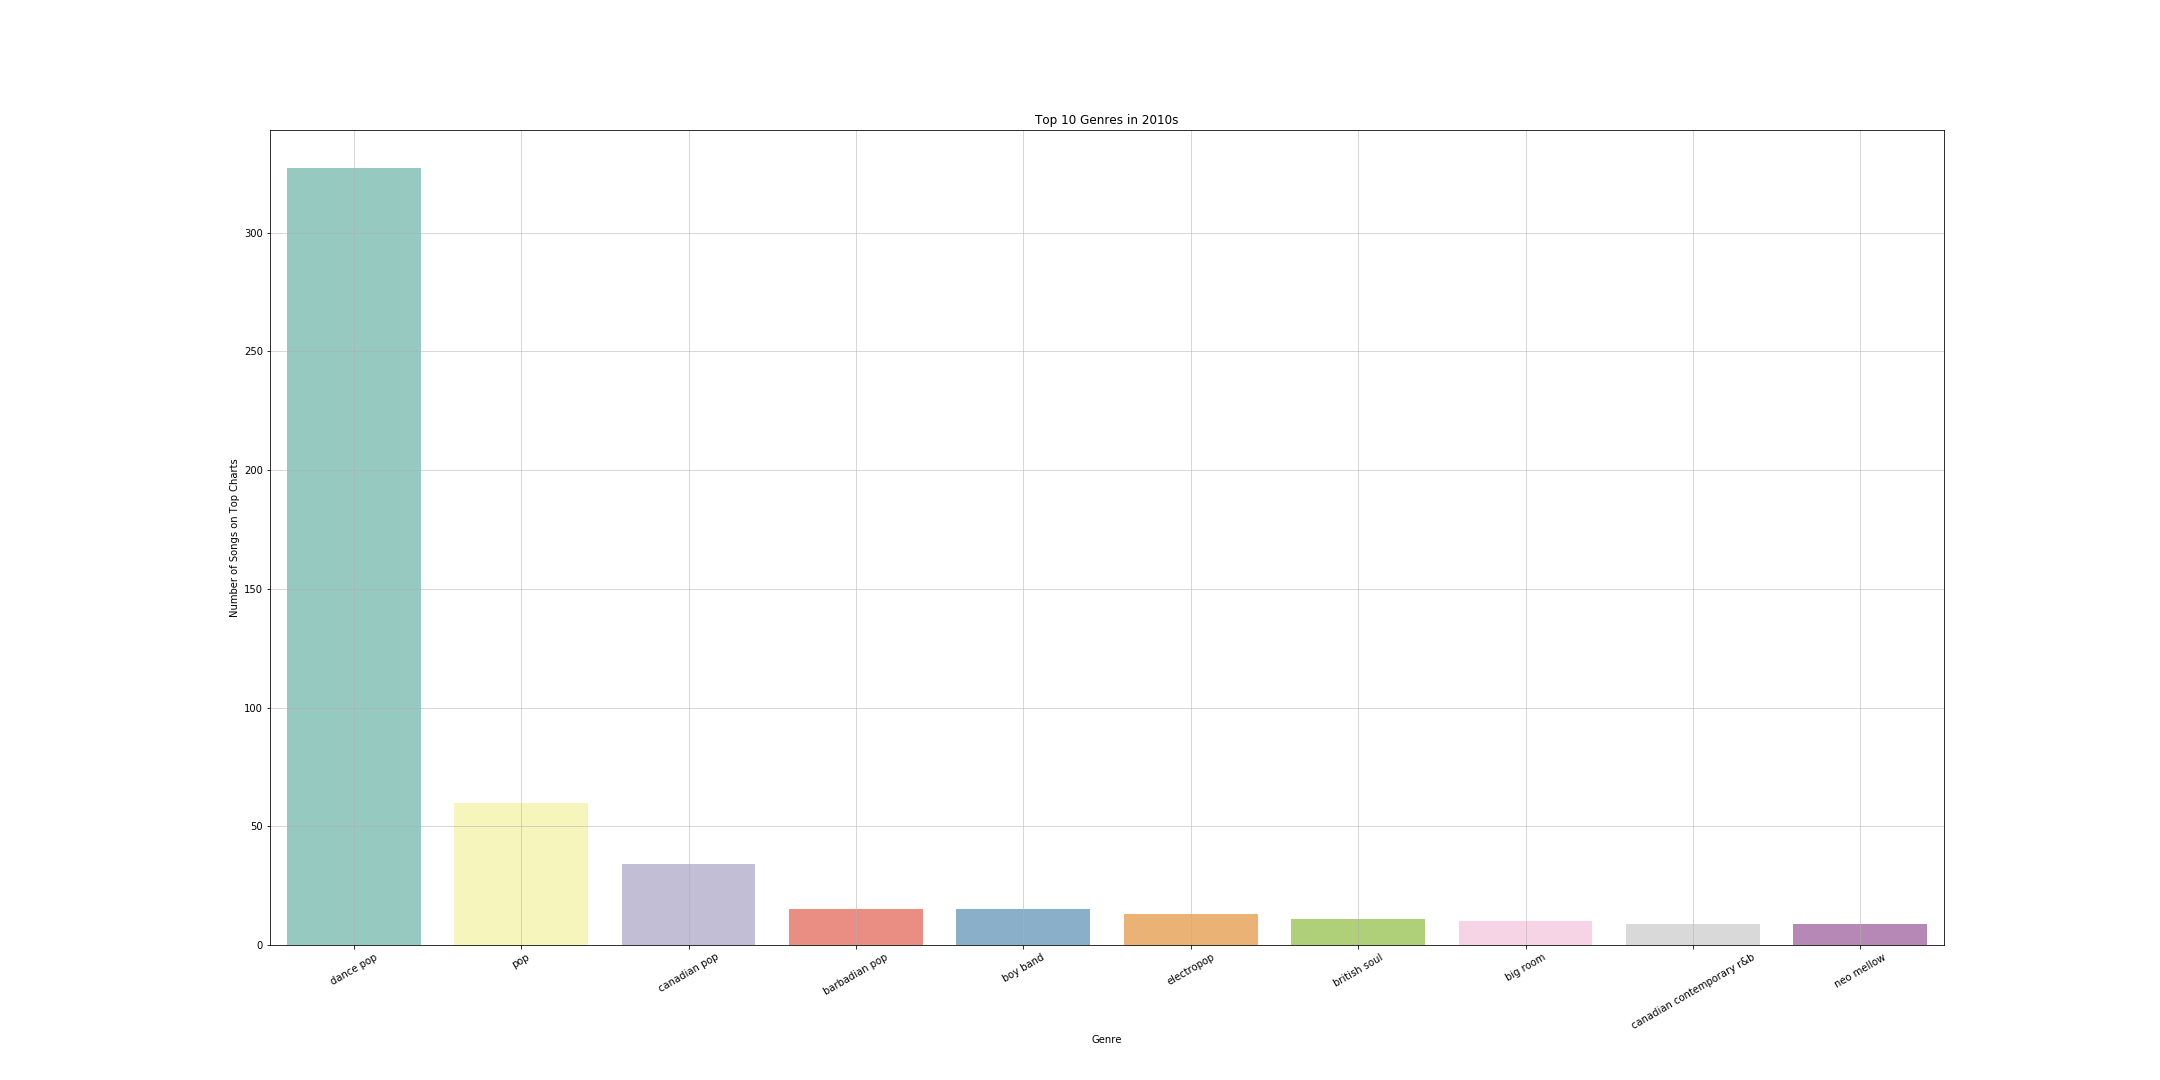 Top 10 Genres in 2010s
Number of Songs on Top Charts
300
250
200
150
100
50
0
dance pop
pop
canadian pop
barbadian pop
boy band
electropop
british soul
big room
canadian contemporary r&b
neo mellow
Genre